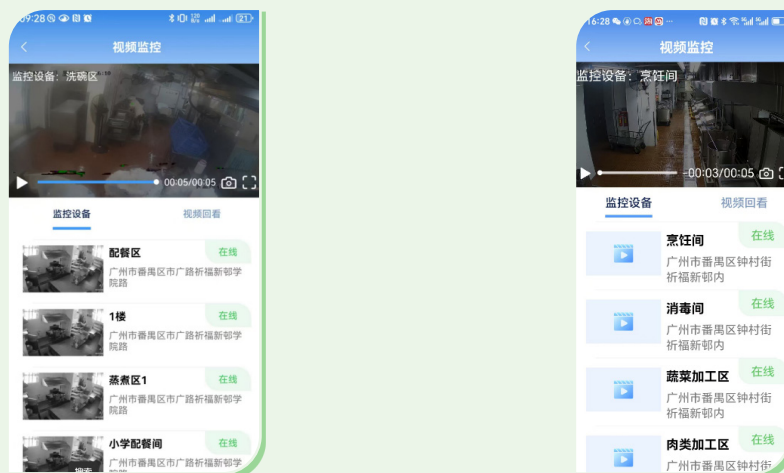 09:28
视频监控
监控设备：洗碗区
00:05/00:05
监控设备
视频回看
配餐区
在线
广州市番禺区市广路祈福新邨学
院路
1楼
在线
广州市番禺区市广路祈福新邨学
院路
蒸煮区1
在线
广州市番禺区市广路祈福新邨学
院路
小学配餐间
在线
广州市番禺区市广路祈福新邨学
搜索
16:28
视频监控
监控设备：烹饪间
00:03/00:05
监控设备
视频回看
烹饪间
在线
广州市番禺区钟村街
祈福新邨内
消毒间
在线
广州市番禺区钟村街
祈福新邨内
蔬菜加工区
在线
广州市番禺区钟村街
祈福新邨内
肉类加工区
在线
广州市番禺区钟村街